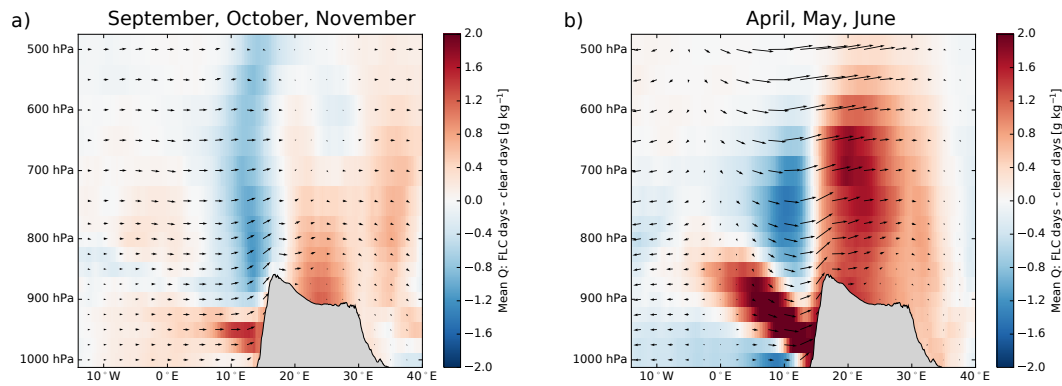 a) September, October, November
500 hPa
600 hPa
700 hPa
800 hPa
900 hPa
1000 hPa
10°W 0°E 10°E 20°E 30°E 40°E
2.0
1.6
1.2
0.8
0.4
0.0
−0.4
−0.8
−1.2
−1.6
−2.0
Mean Q: FLC days - clear days [g kg⁻¹]
b) April, May, June
500 hPa
600 hPa
700 hPa
800 hPa
900 hPa
1000 hPa
10°W 0°E 10°E 20°E 30°E 40°E
2.0
1.6
1.2
0.8
0.4
0.0
−0.4
−0.8
−1.2
−1.6
−2.0
Mean Q: FLC days - clear days [g kg⁻¹]